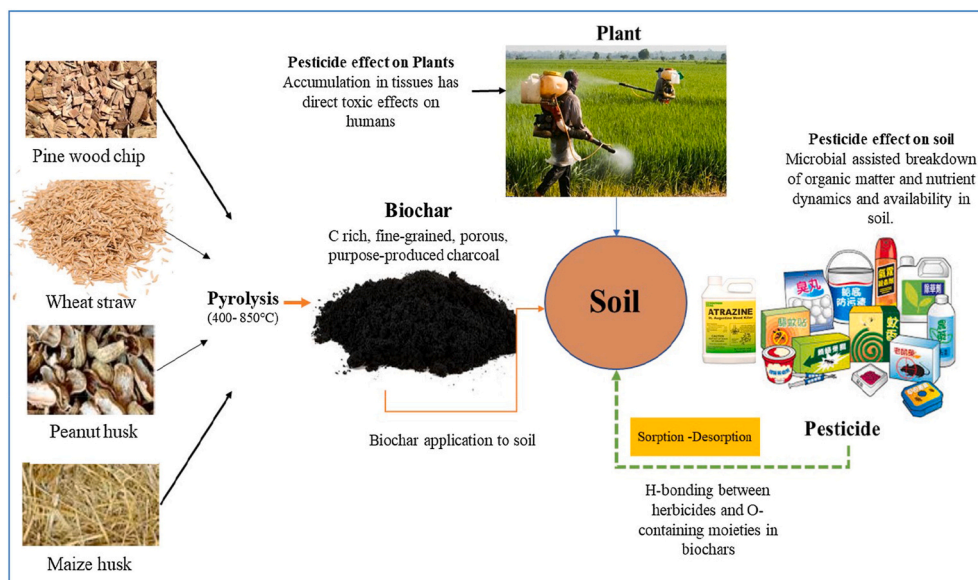 Plant
Pesticide effect on Plants
Accumulation in tissues has
direct toxic effects on
humans
Pine wood chip
Wheat straw
Peanut husk
Maize husk
Pyrolysis
(400- 850°C)
Biochar
C rich, fine-grained, porous,
purpose-produced charcoal
Biochar application to soil
Soil
Pesticide effect on soil
Microbial assisted breakdown
of organic matter and nutrient
dynamics and availability in
soil.
ATRAZINE
臭丸
Pesticide
Sorption -Desorption
H-bonding between
herbicides and O-
containing moieties in
biochars